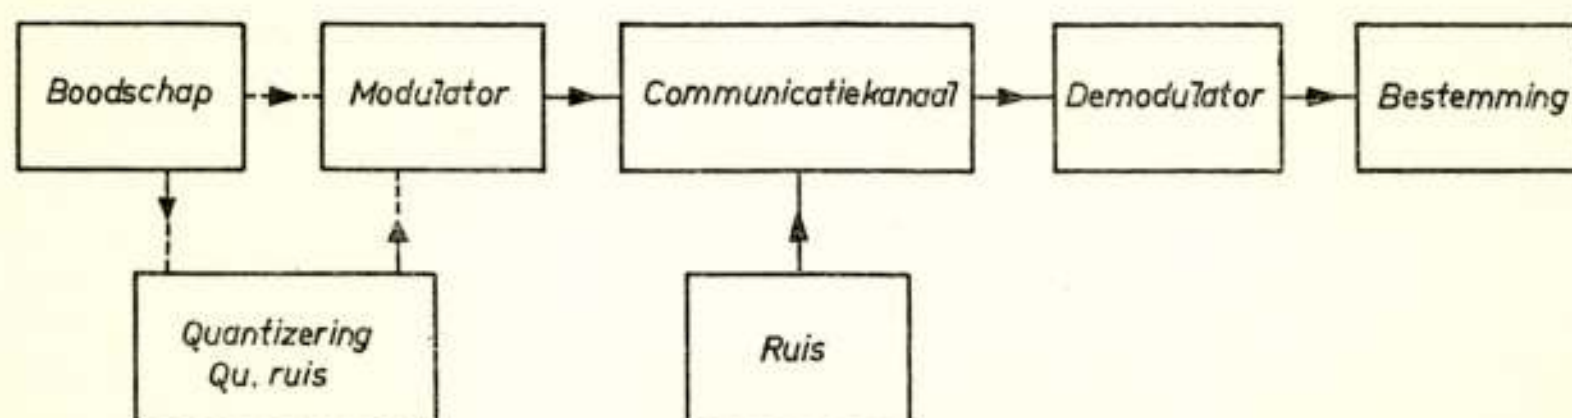 Boodschap
Modulator
Communicatiekanaal
Demodulator
Bestemming
Quantizering
Qu. ruis
Ruis